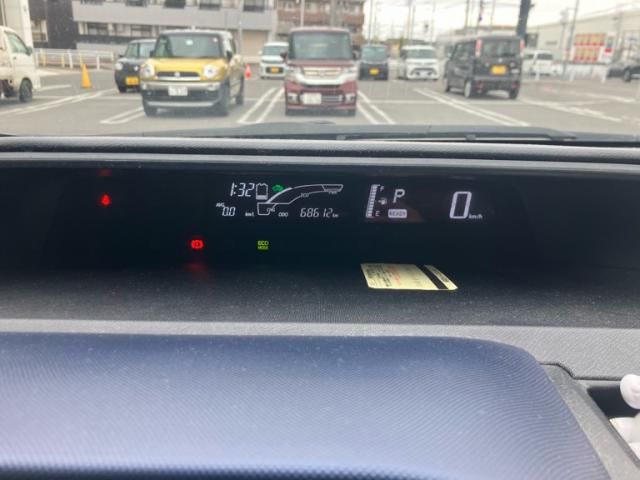 1:32
AVG
0.0 km/L
ODO 68612 km
F
E
P
READY
0
km/h
ECO
MODE